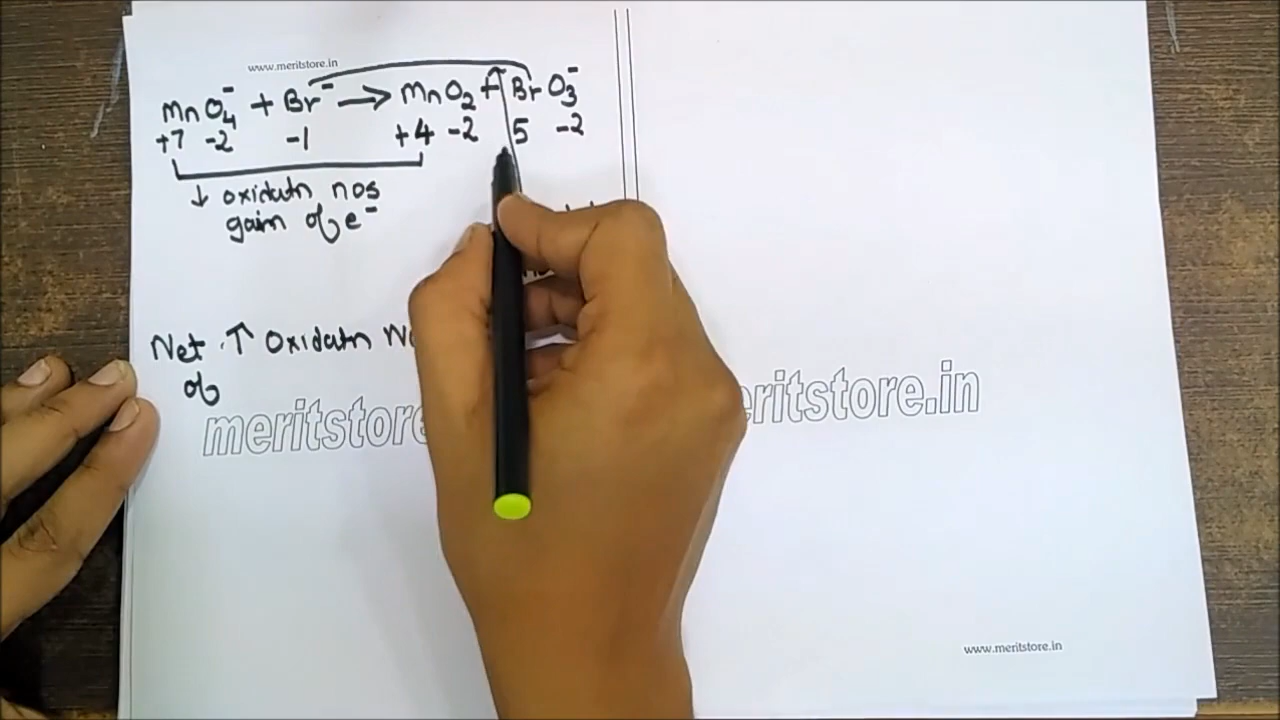 www.meritstore.in
MnO₄⁻ + Br⁻ → MnO₂ + BrO₃⁻
+7 -2 -1 +4 -2 5 -2
↓ oxidatn nos
gain of e⁻
Net ↑ Oxidatn
of
meritstore
eritstore.in
www.meritstore.in